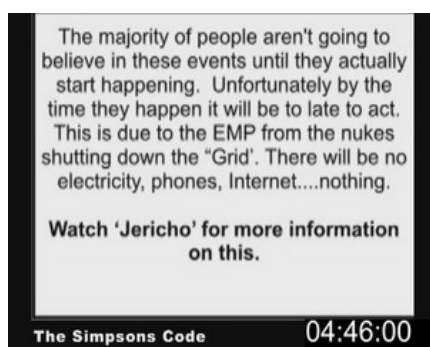 The majority of people aren't going to
believe in these events until they actually
start happening.  Unfortunately by the
time they happen it will be to late to act.
This is due to the EMP from the nukes
shutting down the “Grid’. There will be no
electricity, phones, Internet....nothing.
Watch ‘Jericho’ for more information
on this.
The Simpsons Code
04:46:00